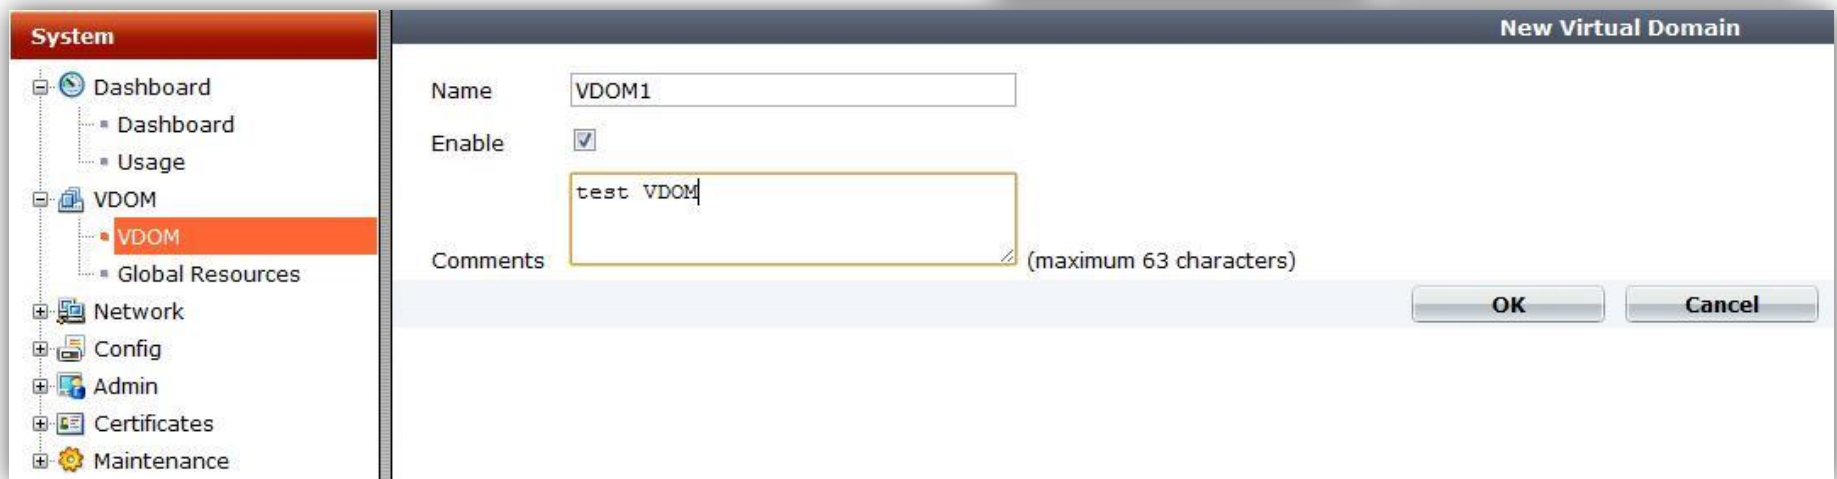 System
Dashboard
Dashboard
Usage
VDOM
VDOM
Global Resources
Network
Config
Admin
Certificates
Maintenance
New Virtual Domain
Name VDOM1
Enable
test VDOM
Comments (maximum 63 characters)
OK Cancel